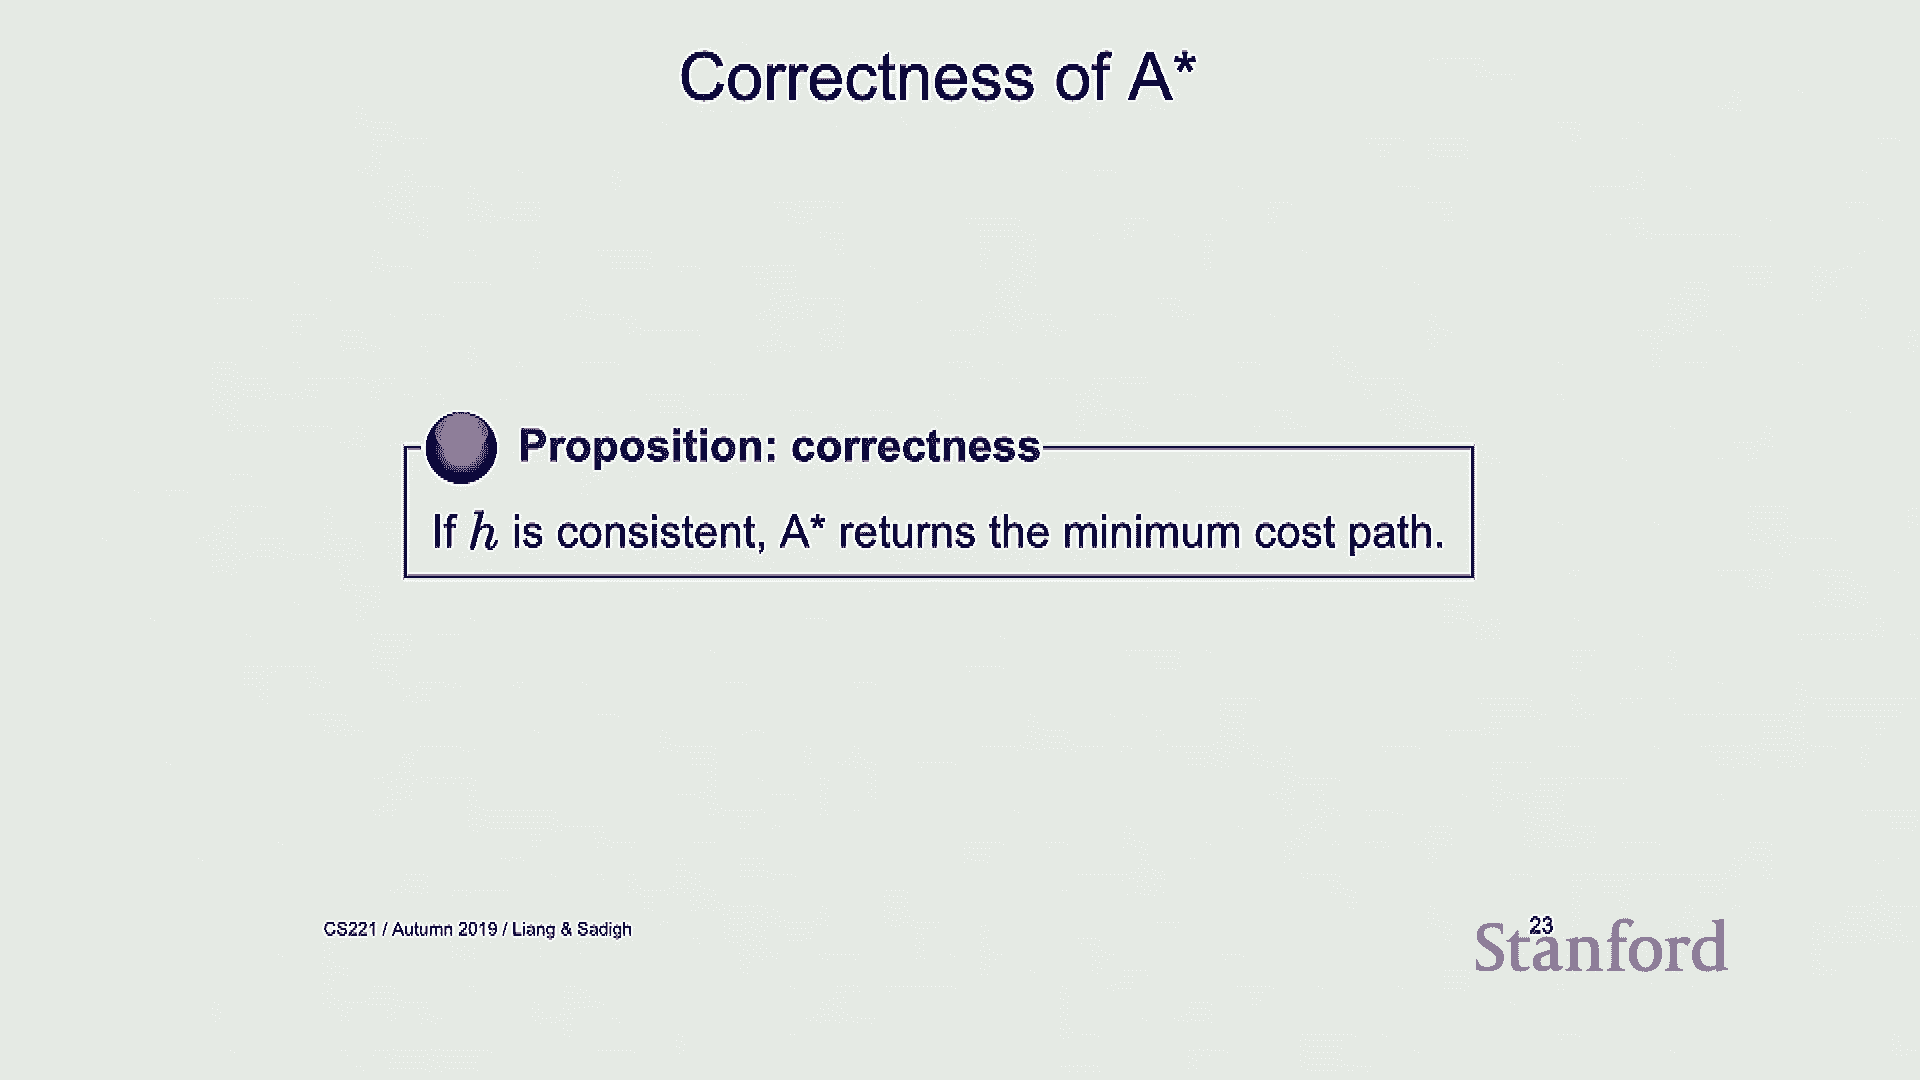 Correctness of A*
Proposition: correctness
If h is consistent, A* returns the minimum cost path.
CS221 / Autumn 2019 / Liang & Sadigh
23
Stanford